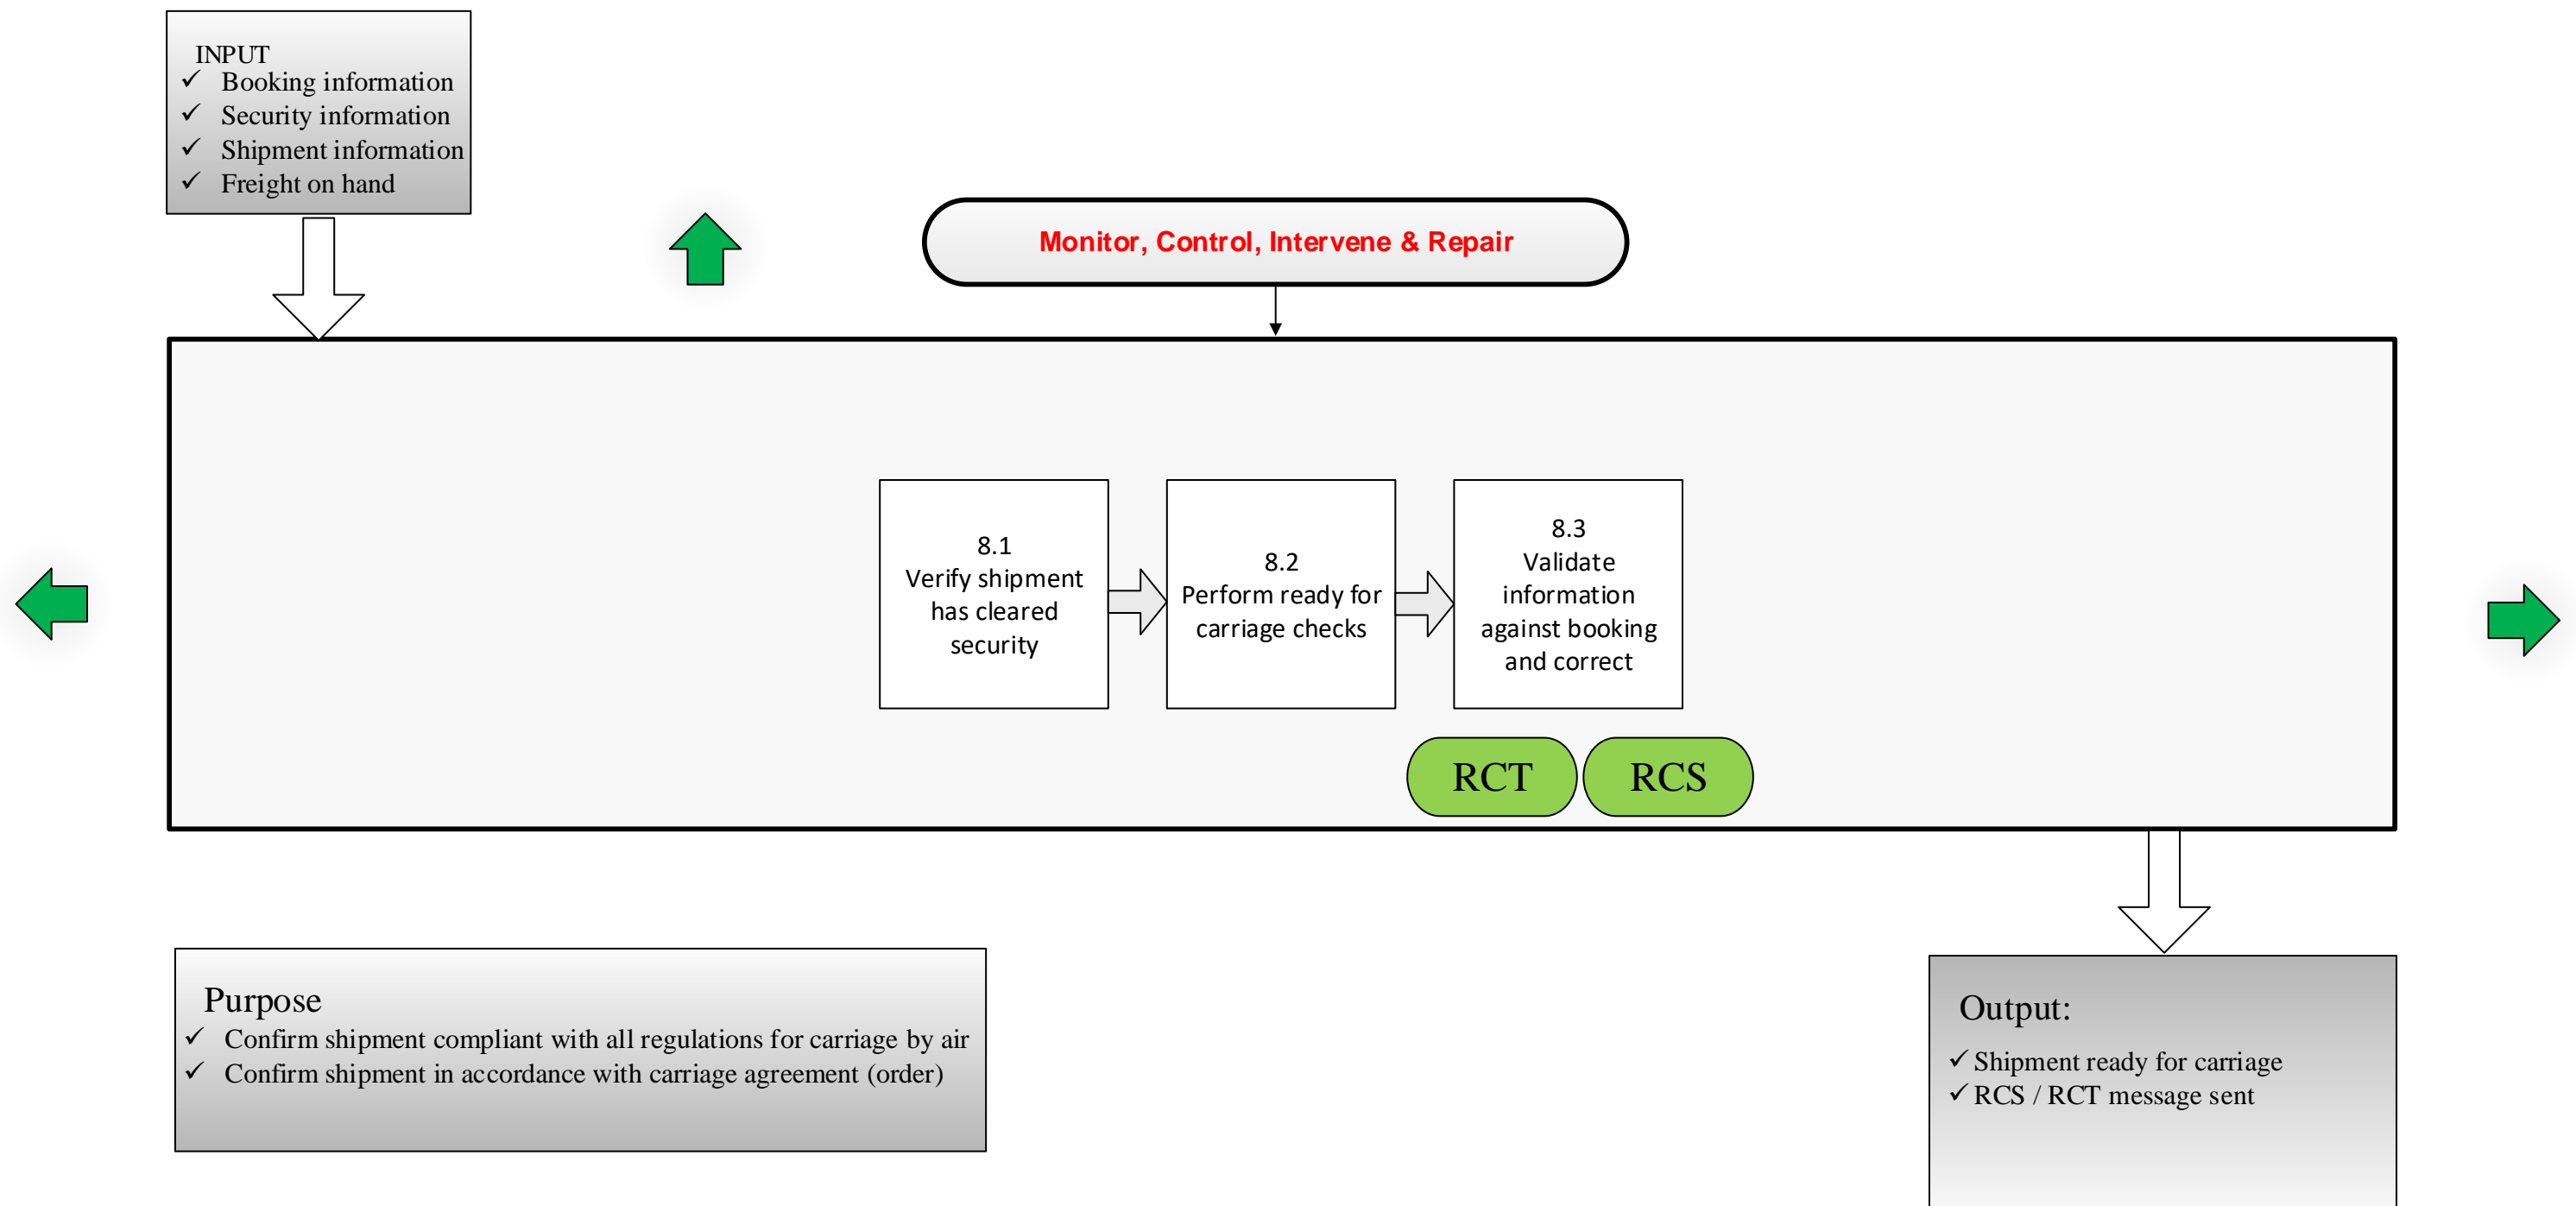 INPUT
✓ Booking information
✓ Security information
✓ Shipment information
✓ Freight on hand
Monitor, Control, Intervene & Repair
8.1
Verify shipment
has cleared
security
8.2
Perform ready for
carriage checks
8.3
Validate
information
against booking
and correct
RCT
RCS
Purpose
✓ Confirm shipment compliant with all regulations for carriage by air
✓ Confirm shipment in accordance with carriage agreement (order)
Output:
✓ Shipment ready for carriage
✓ RCS / RCT message sent